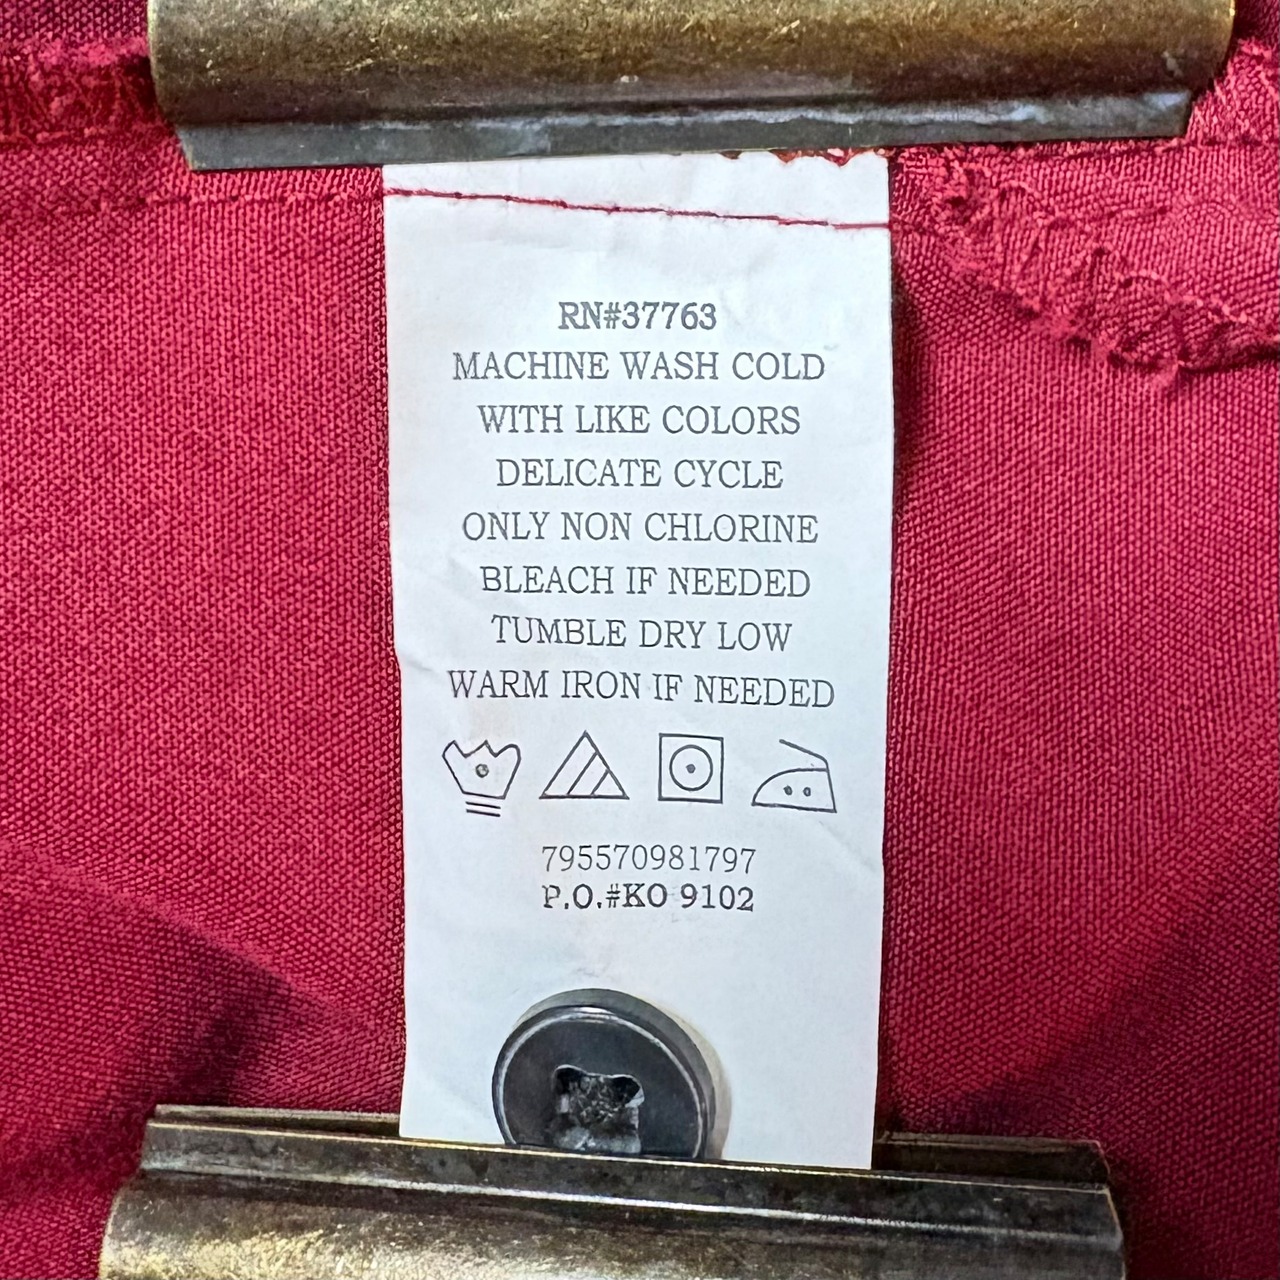 RN#37763
MACHINE WASH COLD
WITH LIKE COLORS
DELICATE CYCLE
ONLY NON CHLORINE
BLEACH IF NEEDED
TUMBLE DRY LOW
WARM IRON IF NEEDED
795570981797
P.O.#KO 9102